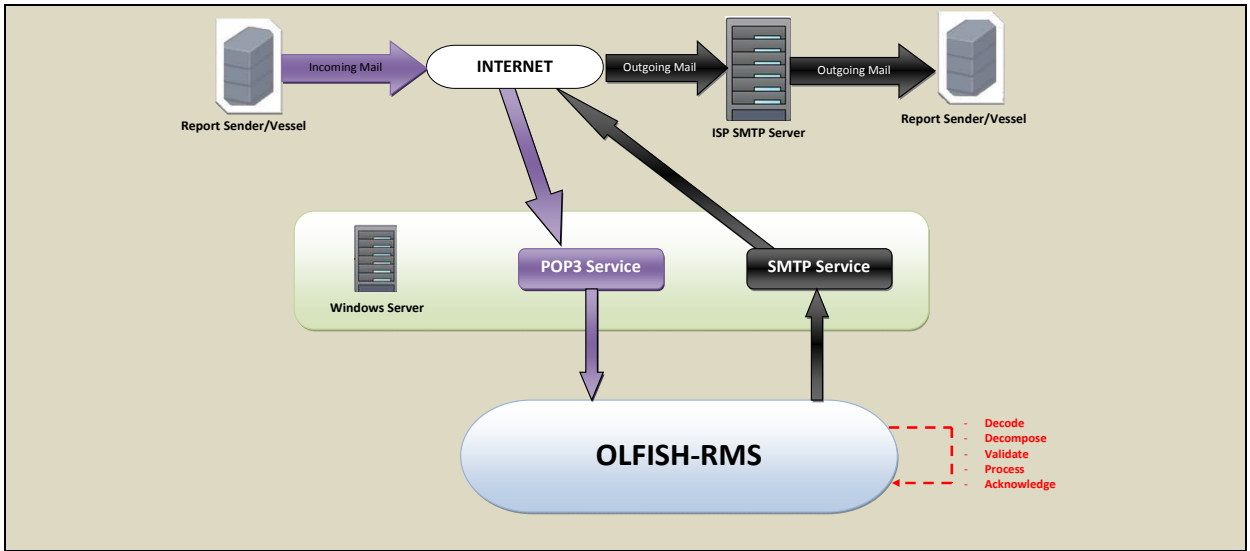 Incoming Mail
INTERNET
Outgoing Mail
Outgoing Mail
Report Sender/Vessel
ISP SMTP Server
Report Sender/Vessel
POP3 Service
SMTP Service
Windows Server
OLFISH-RMS
- Decode
- Decompose
- Validate
- Process
- Acknowledge